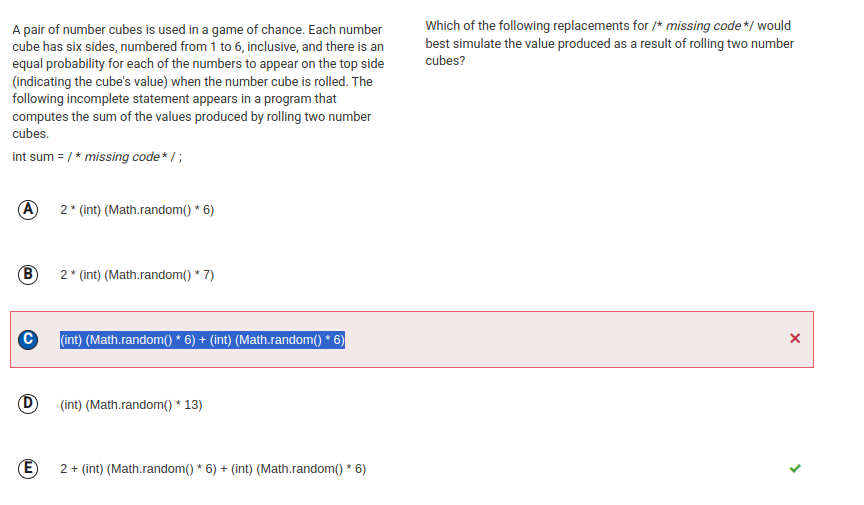 A pair of number cubes is used in a game of chance. Each number
cube has six sides, numbered from 1 to 6, inclusive, and there is an
equal probability for each of the numbers to appear on the top side
(indicating the cube's value) when the number cube is rolled. The
following incomplete statement appears in a program that
computes the sum of the values produced by rolling two number
cubes.
int sum = / * missing code * / ;
Which of the following replacements for /* missing code */ would
best simulate the value produced as a result of rolling two number
cubes?
A 2 * (int) (Math.random() * 6)
B 2 * (int) (Math.random() * 7)
C (int) (Math.random() * 6) + (int) (Math.random() * 6)
D (int) (Math.random() * 13)
E 2 + (int) (Math.random() * 6) + (int) (Math.random() * 6)